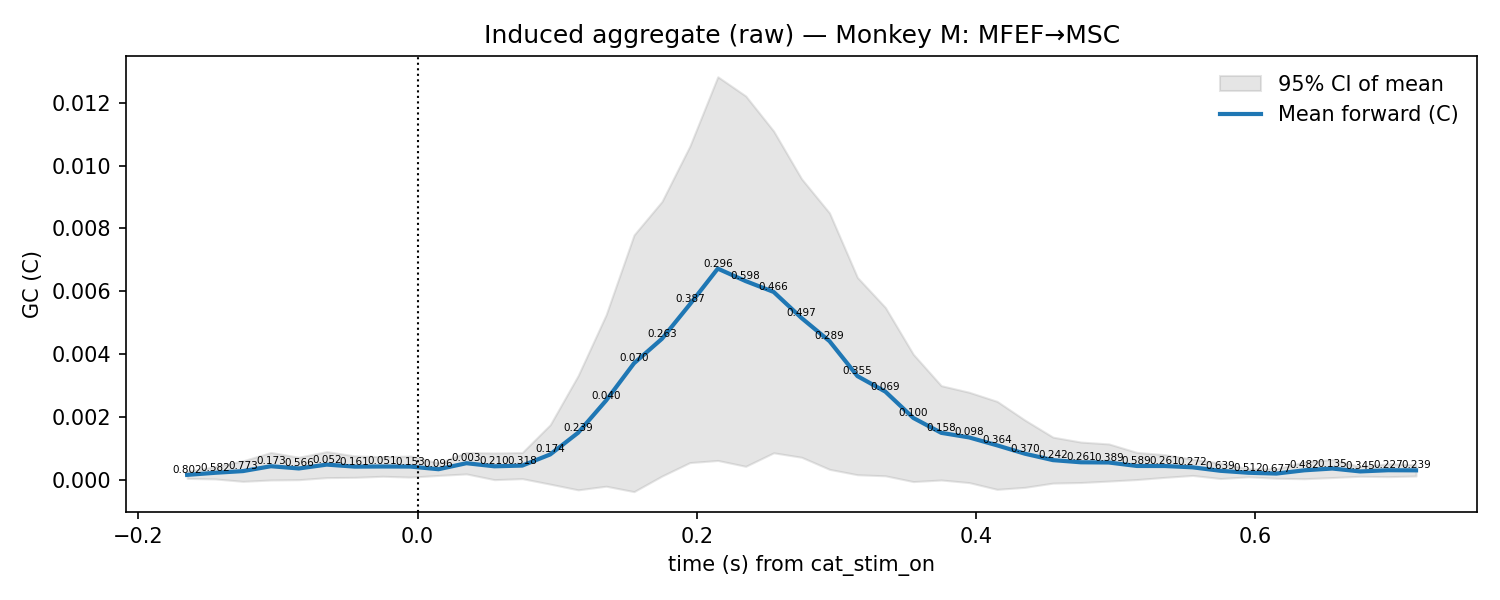 Induced aggregate (raw) — Monkey M: MFEF→MSC
95% CI of mean
Mean forward (C)
GC (C)
0.012
0.010
0.008
0.006
0.004
0.002
0.000
0.802 0.582 0.773 0.173 0.566 0.052 0.161 0.051 0.153 0.096 0.003 0.210 0.318 0.174 0.239 0.040 0.070 0.263 0.387 0.296 0.598 0.466 0.497 0.289 0.355 0.069 0.100 0.158 0.098 0.364 0.370 0.242 0.261 0.389 0.589 0.261 0.272 0.639 0.512 0.677 0.482 0.135 0.345 0.227 0.239
−0.2 0.0 0.2 0.4 0.6
time (s) from cat_stim_on